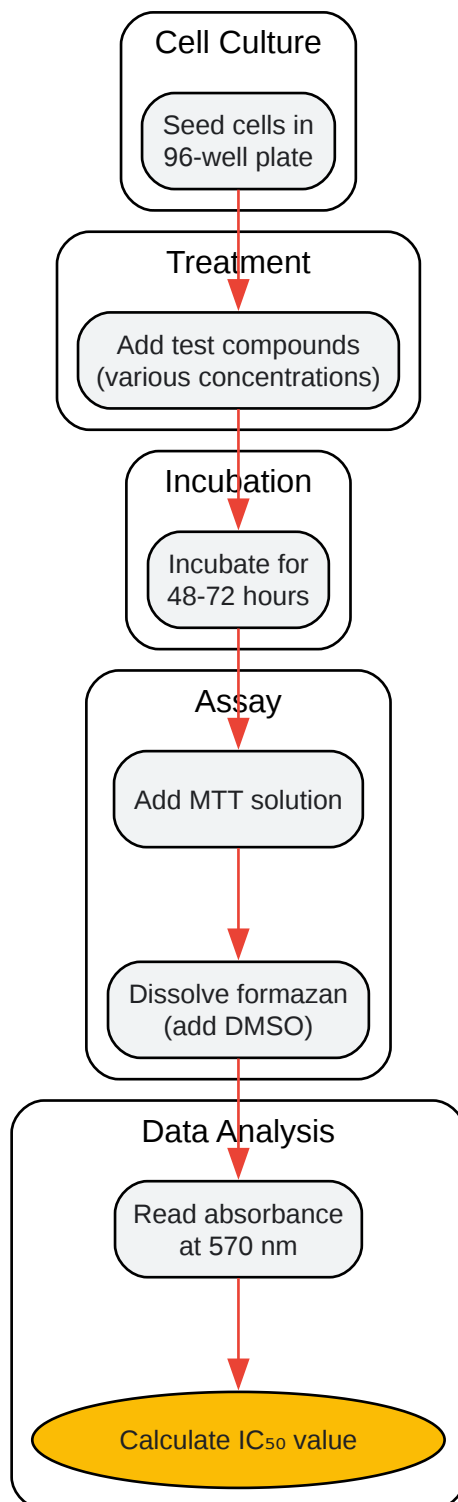 Cell Culture
Seed cells in
96-well plate
Treatment
Add test compounds
(various concentrations)
Incubation
Incubate for
48-72 hours
Assay
Add MTT solution
Dissolve formazan
(add DMSO)
Data Analysis
Read absorbance
at 570 nm
Calculate IC₅₀ value